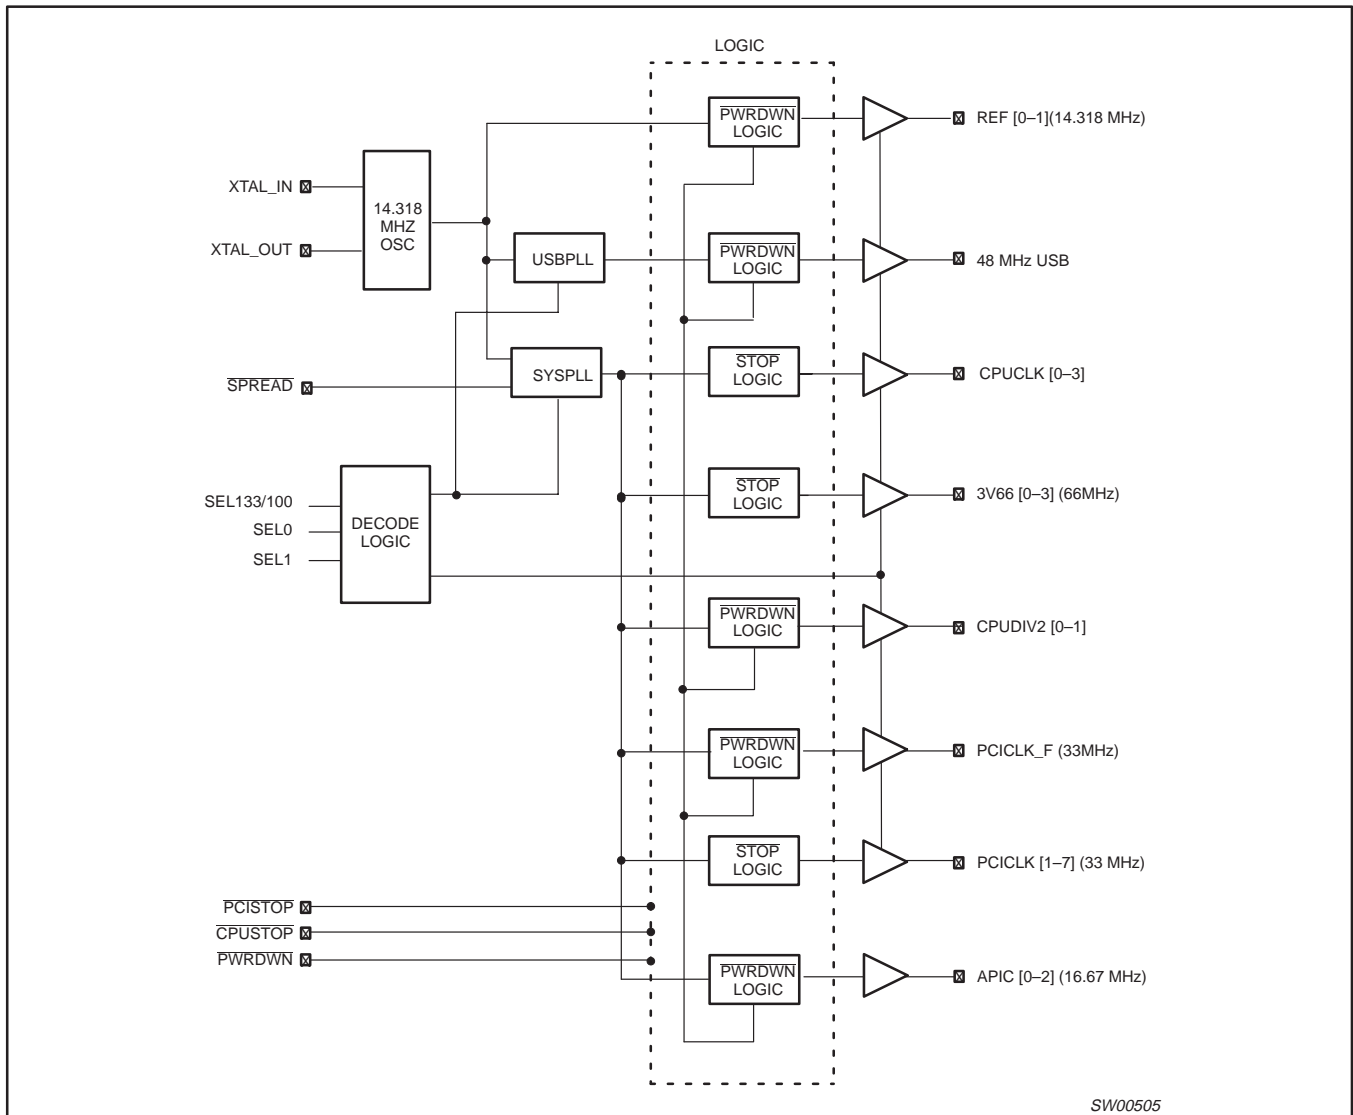 LOGIC
PWRDWN
LOGIC
REF [0–1](14.318 MHz)
XTAL_IN
14.318
MHZ
OSC
XTAL_OUT
USBPLL
PWRDWN
LOGIC
48 MHz USB
SPREAD
SYSPLL
STOP
LOGIC
CPUCLK [0–3]
SEL133/100
SEL0
SEL1
DECODE
LOGIC
STOP
LOGIC
3V66 [0–3] (66MHz)
PWRDWN
LOGIC
CPUDIV2 [0–1]
PWRDWN
LOGIC
PCICLK_F (33MHz)
STOP
LOGIC
PCICLK [1–7] (33 MHz)
PCISTOP
CPUSTOP
PWRDWN
PWRDWN
LOGIC
APIC [0–2] (16.67 MHz)
SW00505